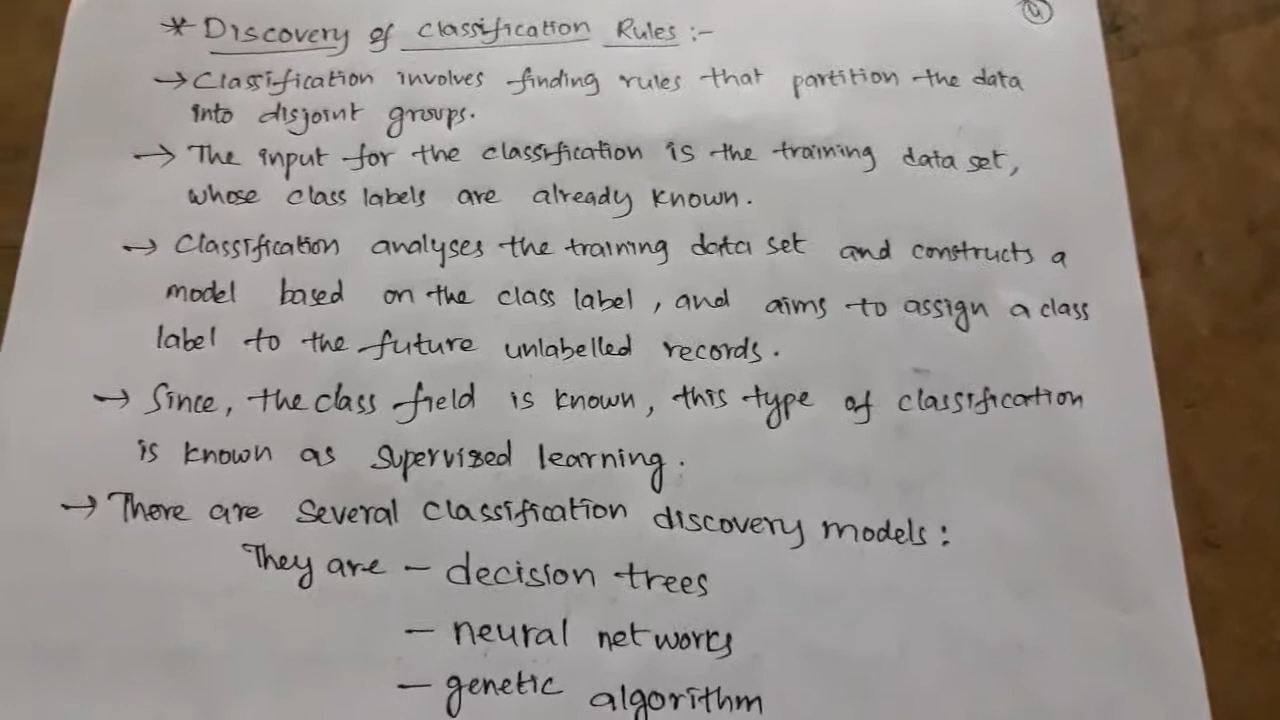 4
* Discovery of classification Rules :-
→ Classification involves finding rules that partition the data
into disjoint groups.
→ The input for the classification is the training data set,
whose class labels are already known.
→ Classification analyses the training data set and constructs a
model based on the class label, and aims to assign a class
label to the future unlabelled records.
→ Since, the class field is known, this type of classification
is known as supervised learning.
→ There are several classification discovery models:
They are - decision trees
- neural networks
- genetic algorithm